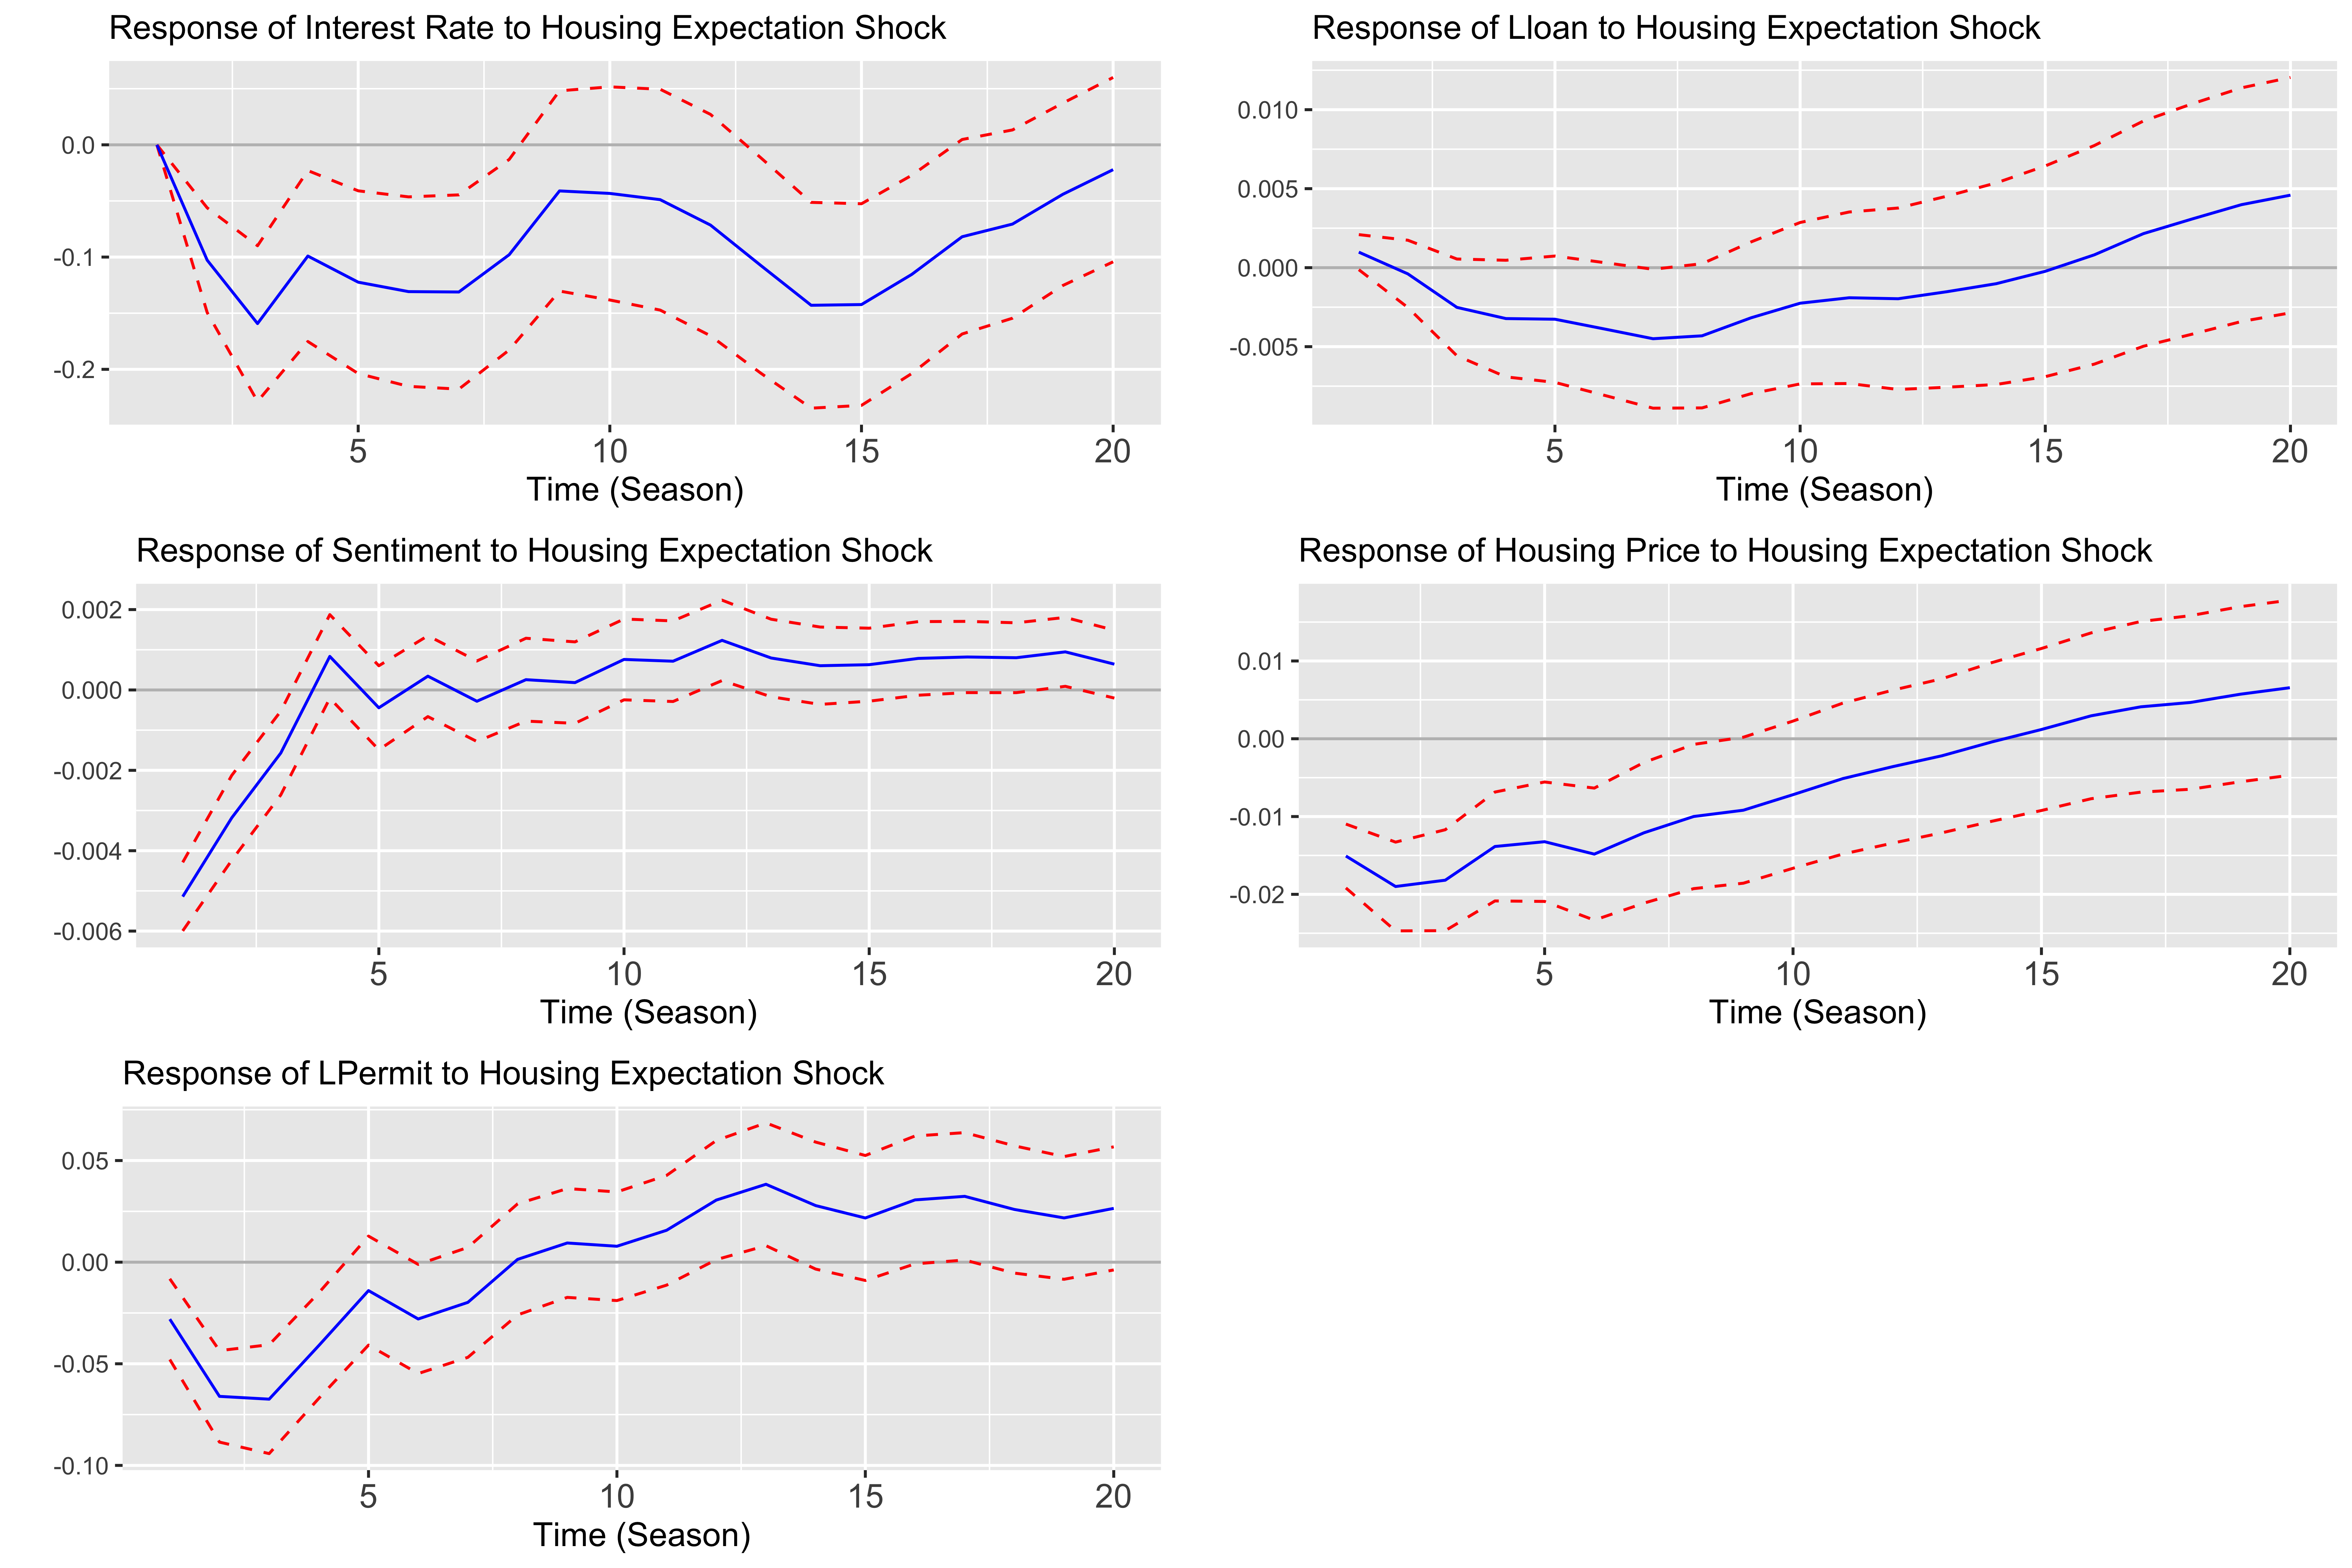 Response of Interest Rate to Housing Expectation Shock
0.0
-0.1
-0.2
5 10 15 20
Time (Season)
Response of Lloan to Housing Expectation Shock
0.010
0.005
0.000
-0.005
5 10 15 20
Time (Season)
Response of Sentiment to Housing Expectation Shock
0.002
0.000
-0.002
-0.004
-0.006
5 10 15 20
Time (Season)
Response of Housing Price to Housing Expectation Shock
0.01
0.00
-0.01
-0.02
5 10 15 20
Time (Season)
Response of LPermit to Housing Expectation Shock
0.05
0.00
-0.05
-0.10
5 10 15 20
Time (Season)